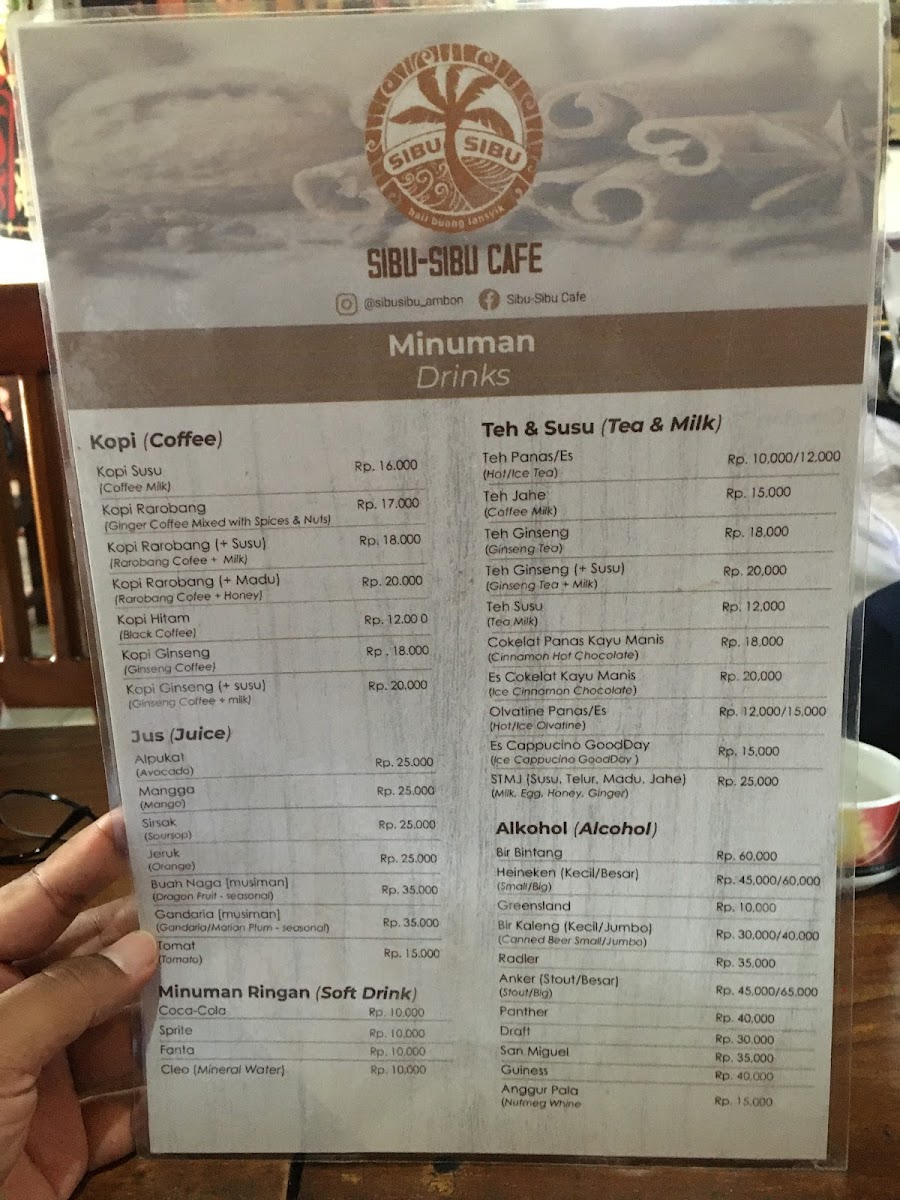 SIBU SIBU
bail buang lansyik
SIBU-SIBU CAFE
@sibusibu_ambon Sibu-Sibu Cafe
Minuman
Drinks
Kopi (Coffee)
Kopi Susu Rp. 16.000
(Coffee Milk)
Kopi Rarobang Rp. 17.000
(Ginger Coffee Mixed with Spices & Nuts)
Kopi Rarobang (+ Susu) Rp. 18.000
(Rarobang Cofee + Milk)
Kopi Rarobang (+ Madu) Rp. 20.000
(Rarobang Cofee + Honey)
Kopi Hitam Rp. 12.00 0
(Black Coffee)
Kopi Ginseng Rp . 18.000
(Ginseng Coffee)
Kopi Ginseng (+ susu) Rp. 20,000
(Ginseng Coffee + milk)
Jus (Juice)
Alpukat Rp. 25.000
(Avocado)
Mangga Rp. 25.000
(Mango)
Sirsak Rp. 25.000
(Soursop)
Jeruk Rp. 25.000
(Orange)
Buah Naga [musiman] Rp. 35.000
(Dragon Fruit - seasonal)
Gandaria [musiman] Rp. 35.000
(Gandaria/Marian Plum - seasonal)
Tomat Rp. 15.000
(Tomato)
Minuman Ringan (Soft Drink)
Coca-Cola Rp. 10,000
Sprite Rp. 10,000
Fanta Rp. 10,000
Cleo (Mineral Water) Rp. 10,000
Teh & Susu (Tea & Milk)
Teh Panas/Es Rp. 10,000/12.000
(Hot/Ice Tea)
Teh Jahe Rp. 15.000
(Coffee Milk)
Teh Ginseng Rp. 18,000
(Ginseng Tea)
Teh Ginseng (+ Susu) Rp. 20,000
(Ginseng Tea + Milk)
Teh Susu Rp. 12,000
(Tea Milk)
Cokelat Panas Kayu Manis Rp. 18,000
(Cinnamon Hot Chocolate)
Es Cokelat Kayu Manis Rp. 20,000
(Ice Cinnamon Chocolate)
Olvatine Panas/Es Rp. 12,000/15,000
(Hot/Ice Olvatine)
Es Cappucino GoodDay Rp. 15,000
(Ice Cappucino GoodDay )
STMJ (Susu, Telur, Madu, Jahe) Rp. 25,000
(Milk, Egg, Honey, Ginger)
Alkohol (Alcohol)
Bir Bintang Rp. 60,000
Heineken (Kecil/Besar) Rp. 45,000/60,000
(Small/Big)
Greensland Rp. 10,000
Bir Kaleng (Kecil/Jumbo) Rp. 30,000/40,000
(Canned Beer Small/Jumbo)
Radler Rp. 35,000
Anker (Stout/Besar) Rp. 45,000/65,000
(Stout/Big)
Panther Rp. 40,000
Draft Rp. 30,000
San Miguel Rp. 35,000
Guiness Rp. 40,000
Anggur Pala Rp. 15,000
(Nutmeg Whine